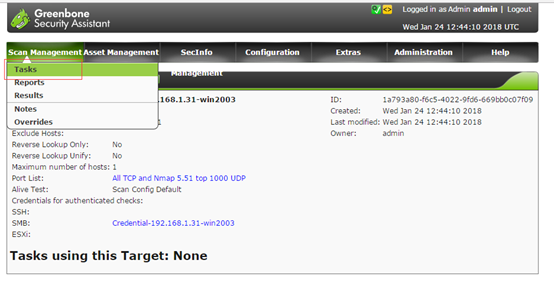 Greenbone
Security Assistant
Logged in as Admin admin | Logout
Wed Jan 24 12:44:10 2018 UTC
Scan Management Asset Management SecInfo Configuration Extras Administration Help
Tasks
Reports
Results
Notes
Overrides
Management
.168.1.31-win2003
ID: 1a793a80-f6c5-4022-9fd6-669bb0c07f09
Created: Wed Jan 24 12:44:10 2018
Last modified: Wed Jan 24 12:44:10 2018
Owner: admin
Exclude Hosts:
Reverse Lookup Only: No
Reverse Lookup Unify: No
Maximum number of hosts: 1
Port List: All TCP and Nmap 5.51 top 1000 UDP
Alive Test: Scan Config Default
Credentials for authenticated checks:
SSH:
SMB: Credential-192.168.1.31-win2003
ESXi:
Tasks using this Target: None